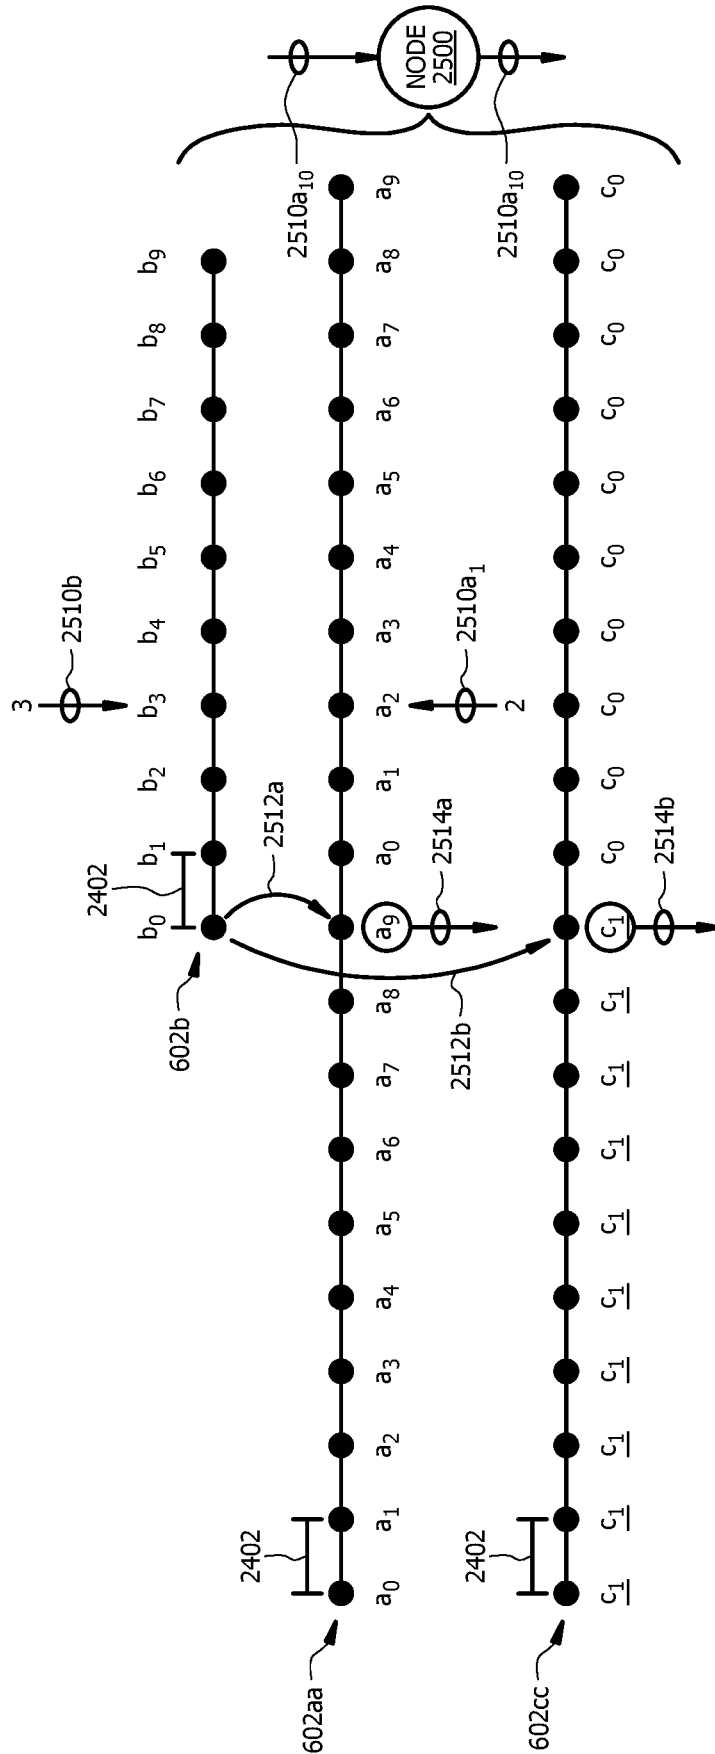 3
2510b
2402
b₀ b₁ b₂ b₃ b₄ b₅ b₆ b₇ b₈ b₉
602b
2402
2512a
2510a₁₀
602aa
a₀ a₁ a₂ a₃ a₄ a₅ a₆ a₇ a₈ a₉ a₀ a₁ a₂ a₃ a₄ a₅ a₆ a₇ a₈ a₉
NODE
2500
2514a
2512b
2510a₁
2402
2
2510a₁₀
602cc
c₁ c₁ c₁ c₁ c₁ c₁ c₁ c₁ c₁ c₁ c₀ c₀ c₀ c₀ c₀ c₀ c₀ c₀ c₀ c₀
2514b